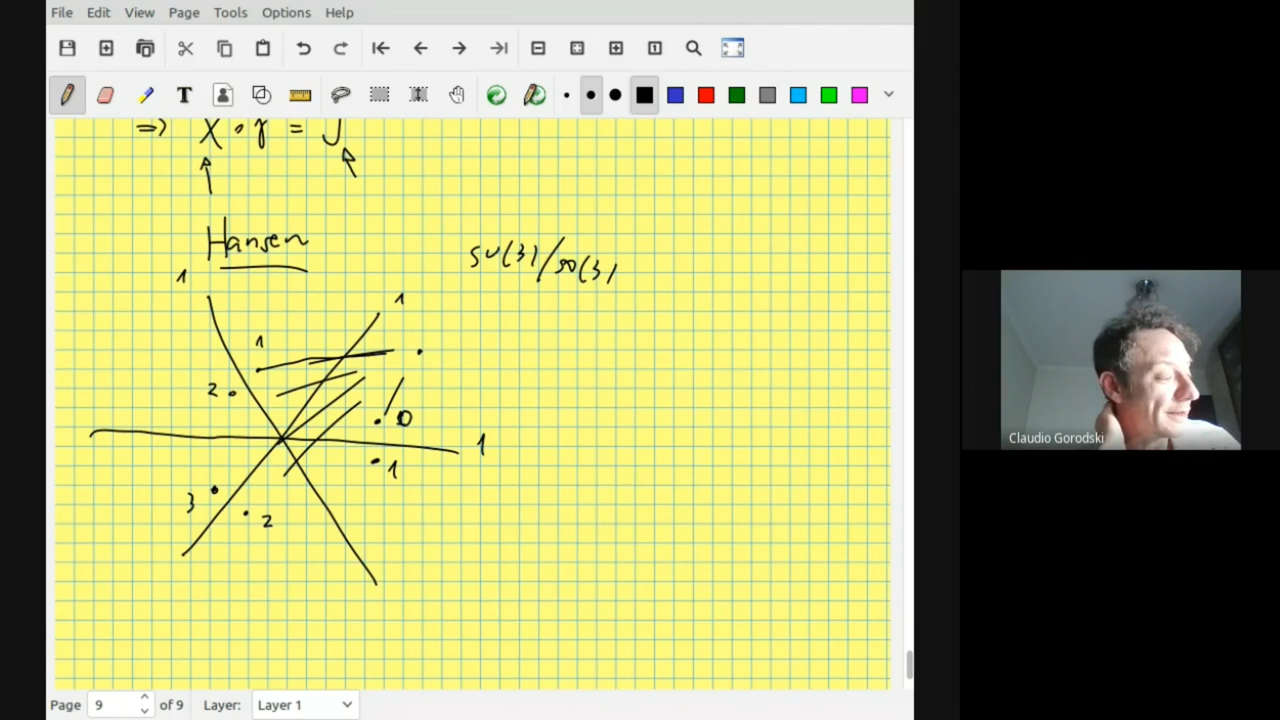 File Edit View Page Tools Options Help
⇒ X∘γ = J
Hansen
SU(3)/SO(3)
1
1
1
2
0
1
1
3
2
Claudio Gorodski
Page 9 of 9 Layer: Layer 1